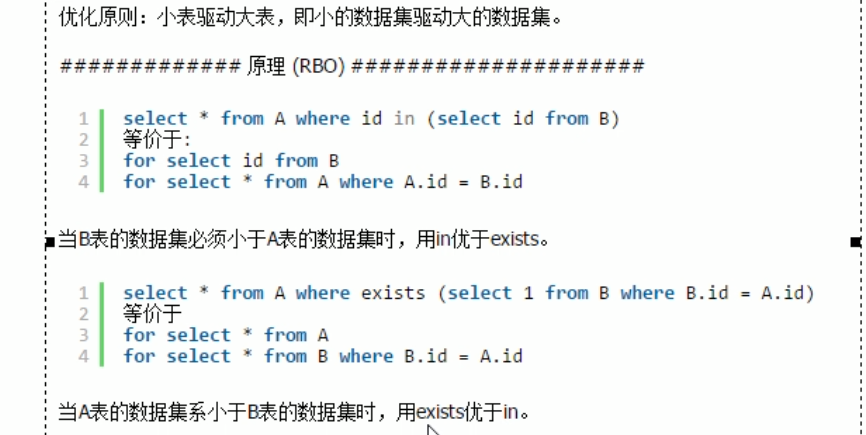 优化原则：小表驱动大表，即小的数据集驱动大的数据集。
############# 原理 (RBO) #####################
1 select * from A where id in (select id from B)
2 等价于:
3 for select id from B
4 for select * from A where A.id = B.id
当B表的数据集必须小于A表的数据集时，用in优于exists。
1 select * from A where exists (select 1 from B where B.id = A.id)
2 等价于
3 for select * from A
4 for select * from B where B.id = A.id
当A表的数据集系小于B表的数据集时，用exists优于in。